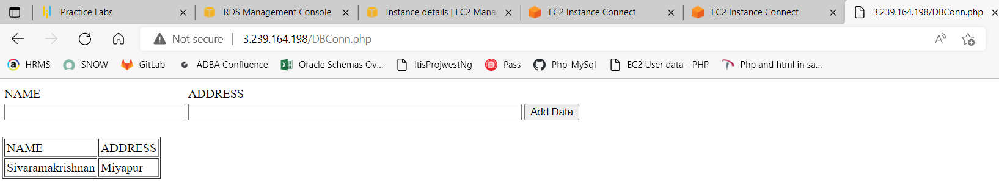 Practice Labs RDS Management Console Instance details | EC2 Mana EC2 Instance Connect EC2 Instance Connect 3.239.164.198/DBConn.php
Not secure 3.239.164.198/DBConn.php
HRMS SNOW GitLab ADBA Confluence Oracle Schemas Ov... ItisProjwestNg Pass Php-MySql EC2 User data - PHP Php and html in sa...
NAME ADDRESS
Add Data
NAME ADDRESS
Sivaramakrishnan Miyapur